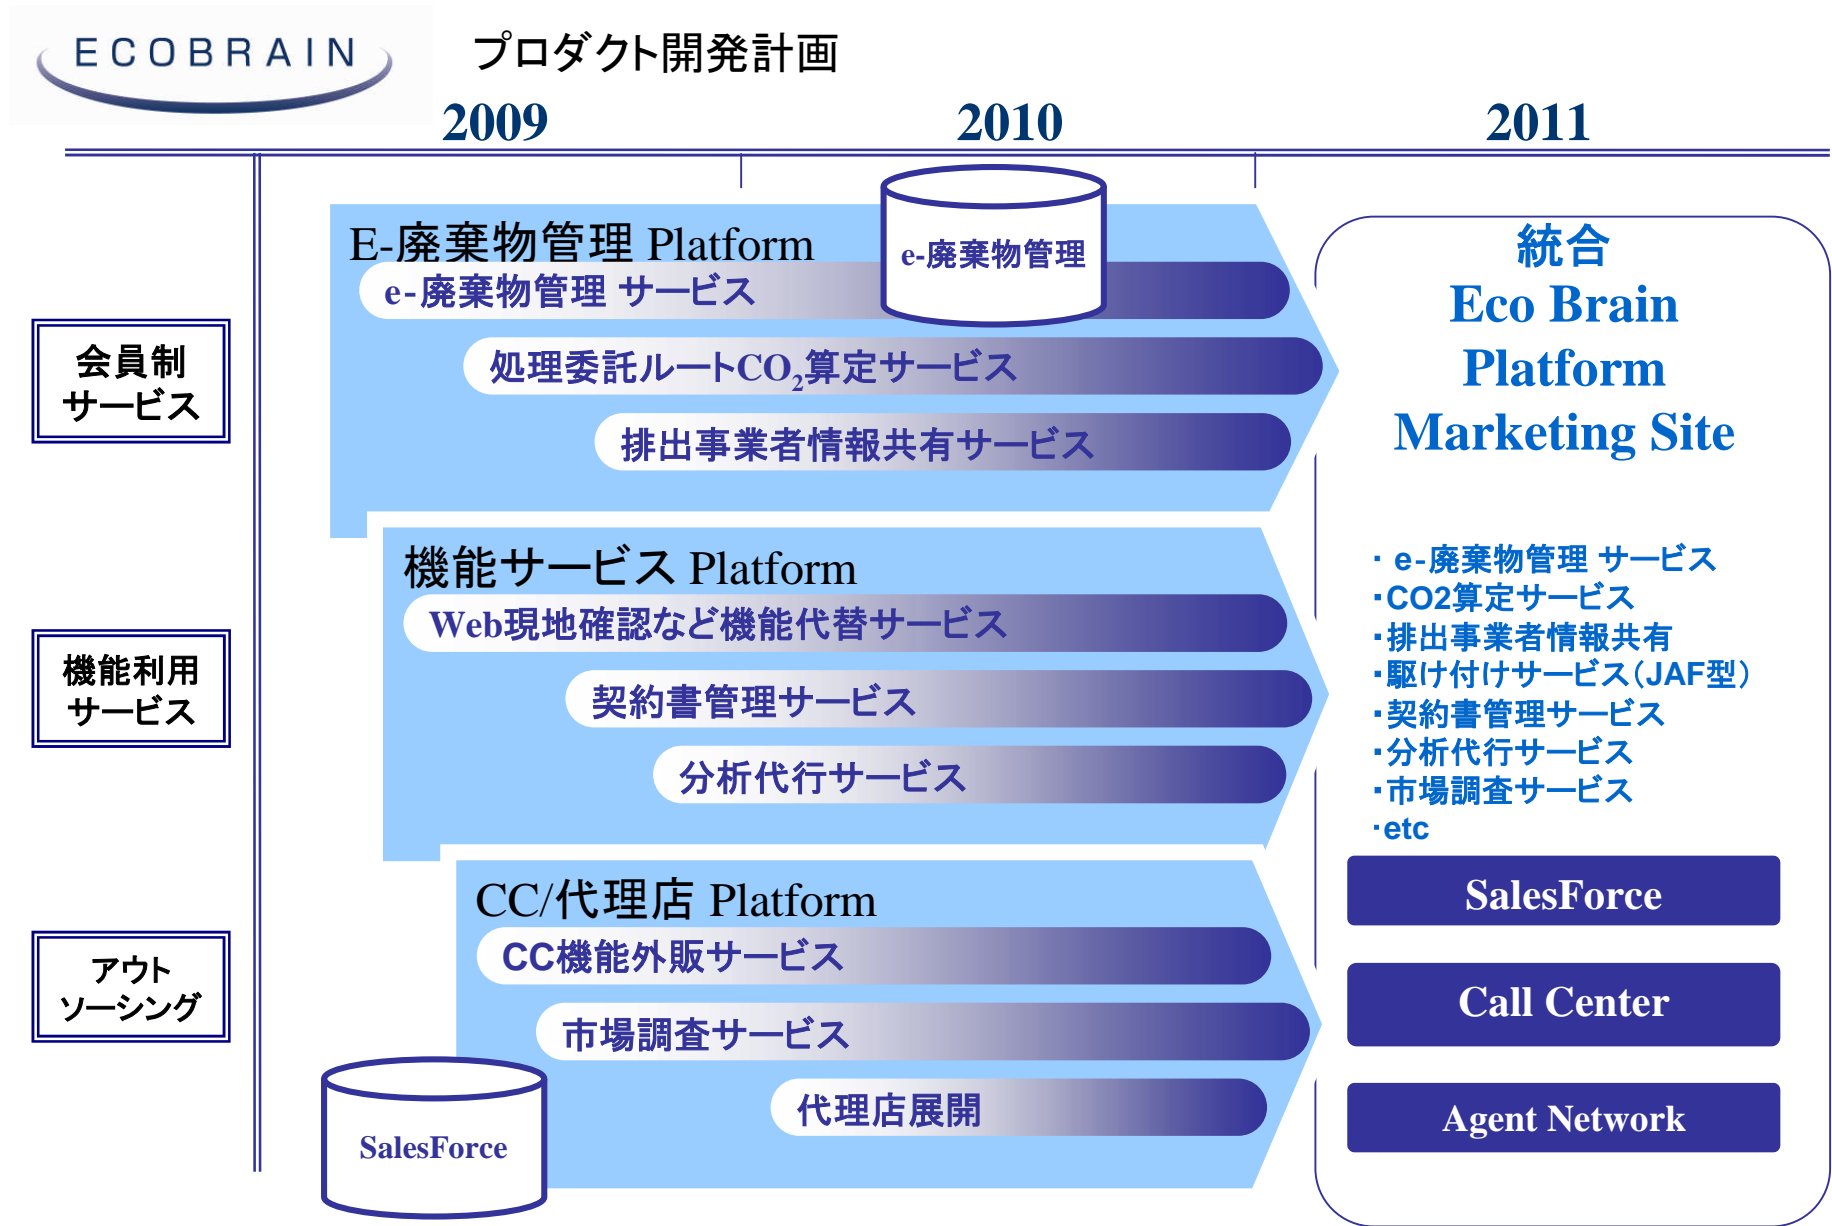 ECOBRAIN
プロダクト開発計画
2009
2010
2011
会員制
サービス
E-廃棄物管理 Platform
e-廃棄物管理 サービス
e-廃棄物管理
処理委託ルートCO₂算定サービス
排出事業者情報共有サービス
機能利用
サービス
機能サービス Platform
Web現地確認など機能代替サービス
契約書管理サービス
分析代行サービス
アウト
ソーシング
CC/代理店 Platform
CC機能外販サービス
市場調査サービス
代理店展開
SalesForce
統合
Eco Brain
Platform
Marketing Site
・ e-廃棄物管理 サービス
・CO2算定サービス
・排出事業者情報共有
・駆け付けサービス(JAF型)
・契約書管理サービス
・分析代行サービス
・市場調査サービス
・etc
SalesForce
Call Center
Agent Network